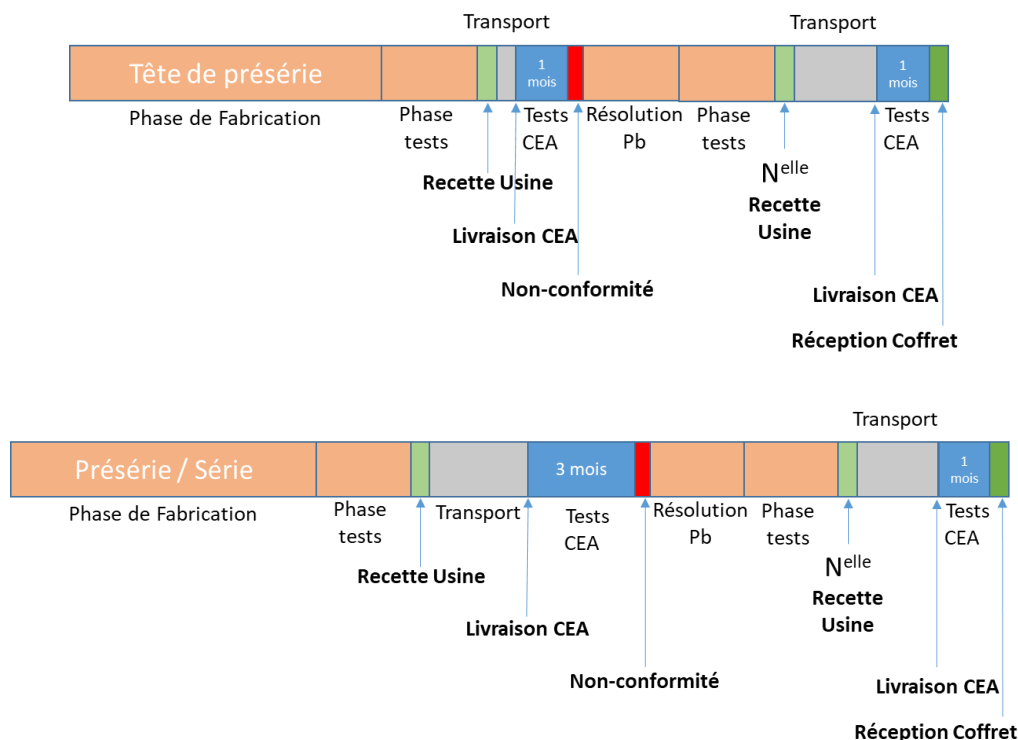 Transport
Transport
Tête de présérie
1
mois
1
mois
Phase de Fabrication
Phase
tests
Tests
CEA
Résolution
Pb
Phase
tests
Tests
CEA
Recette Usine
Nelle
Recette
Usine
Livraison CEA
Non-conformité
Livraison CEA
Réception Coffret
Transport
Présérie / Série
3 mois
1
mois
Phase de Fabrication
Phase
tests
Transport
Tests
CEA
Résolution
Pb
Phase
tests
Tests
CEA
Recette Usine
Nelle
Recette
Usine
Livraison CEA
Non-conformité
Livraison CEA
Réception Coffret